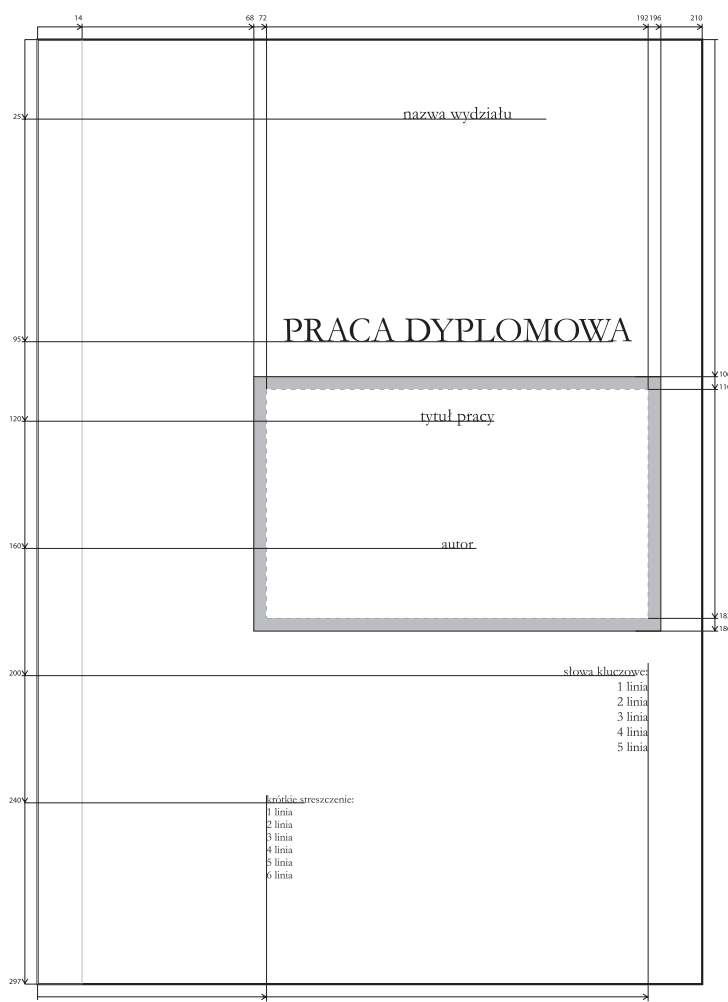 14 68 72 192 196 210
25
nazwa wydziału
95
PRACA DYPLOMOWA
120
tytuł pracy
160
autor
200
słowa kluczowe:
1 linia
2 linia
3 linia
4 linia
5 linia
240
krótkie streszczenie:
1 linia
2 linia
3 linia
4 linia
5 linia
6 linia
297